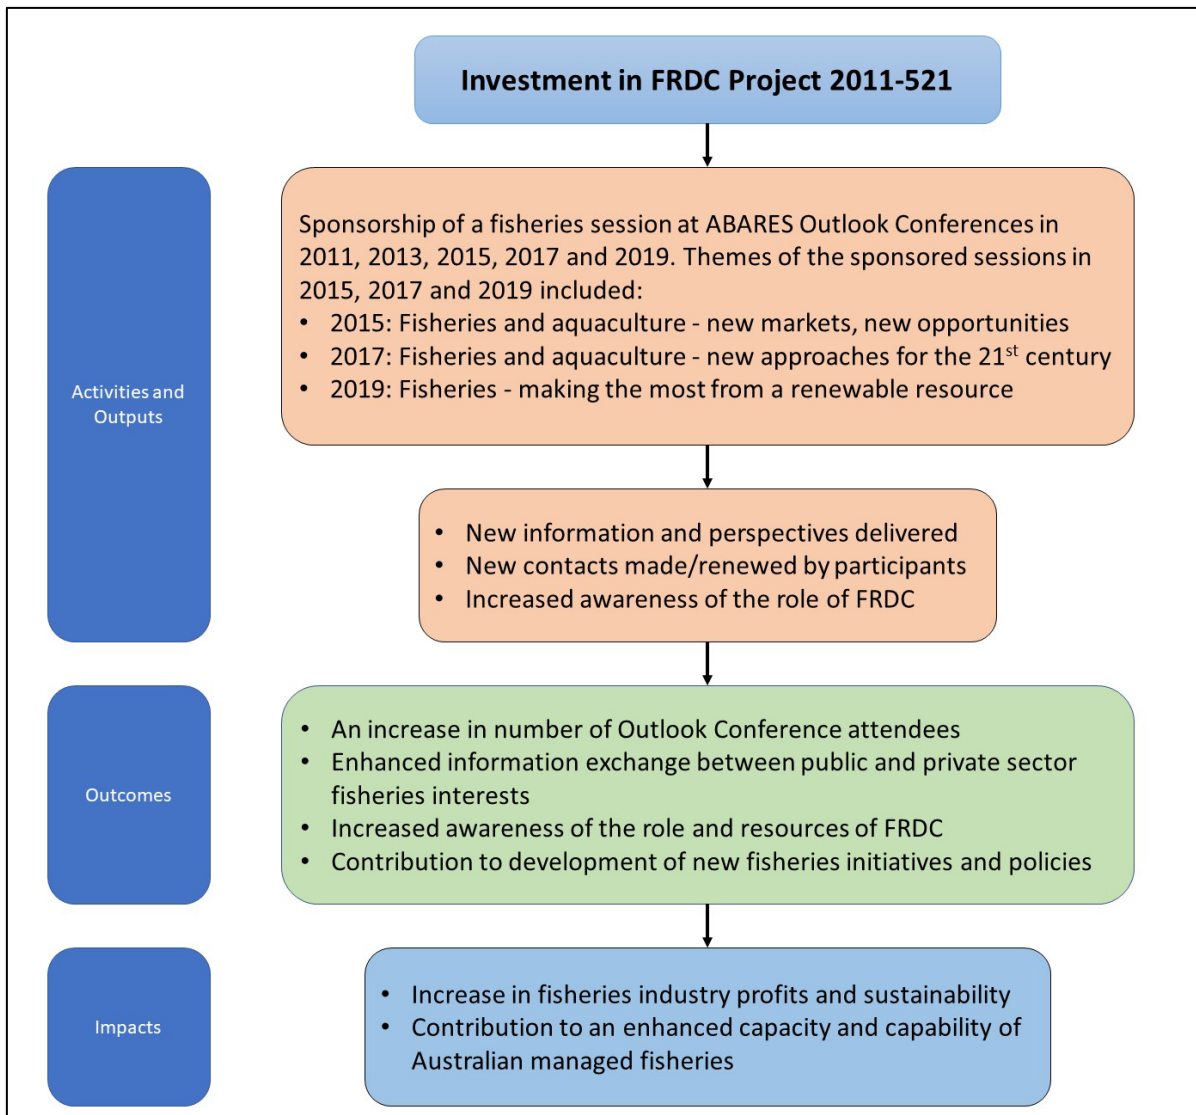 Investment in FRDC Project 2011-521
Activities and
Outputs
Sponsorship of a fisheries session at ABARES Outlook Conferences in
2011, 2013, 2015, 2017 and 2019. Themes of the sponsored sessions in
2015, 2017 and 2019 included:
• 2015: Fisheries and aquaculture - new markets, new opportunities
• 2017: Fisheries and aquaculture - new approaches for the 21st century
• 2019: Fisheries - making the most from a renewable resource
• New information and perspectives delivered
• New contacts made/renewed by participants
• Increased awareness of the role of FRDC
Outcomes
• An increase in number of Outlook Conference attendees
• Enhanced information exchange between public and private sector
fisheries interests
• Increased awareness of the role and resources of FRDC
• Contribution to development of new fisheries initiatives and policies
Impacts
• Increase in fisheries industry profits and sustainability
• Contribution to an enhanced capacity and capability of
Australian managed fisheries